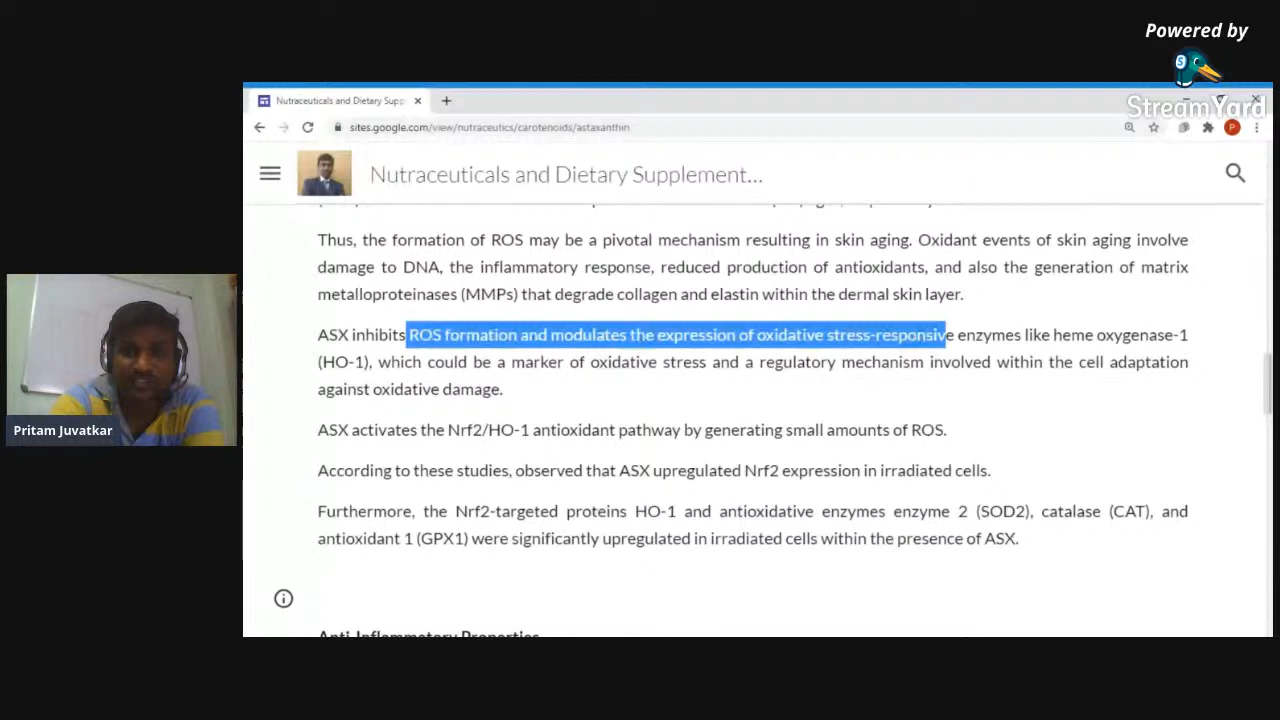 Powered by
StreamYard
Nutraceuticals and Dietary Supp
sites.google.com/view/nutraceutics/carotenoids/astaxanthin
P
Nutraceuticals and Dietary Supplement...
Thus, the formation of ROS may be a pivotal mechanism resulting in skin aging. Oxidant events of skin aging involve
damage to DNA, the inflammatory response, reduced production of antioxidants, and also the generation of matrix
metalloproteinases (MMPs) that degrade collagen and elastin within the dermal skin layer.
ASX inhibits ROS formation and modulates the expression of oxidative stress-responsive enzymes like heme oxygenase-1
(HO-1), which could be a marker of oxidative stress and a regulatory mechanism involved within the cell adaptation
against oxidative damage.
ASX activates the Nrf2/HO-1 antioxidant pathway by generating small amounts of ROS.
According to these studies, observed that ASX upregulated Nrf2 expression in irradiated cells.
Furthermore, the Nrf2-targeted proteins HO-1 and antioxidative enzymes enzyme 2 (SOD2), catalase (CAT), and
antioxidant 1 (GPX1) were significantly upregulated in irradiated cells within the presence of ASX.
Anti-Inflammatory Properties
Pritam Juvatkar